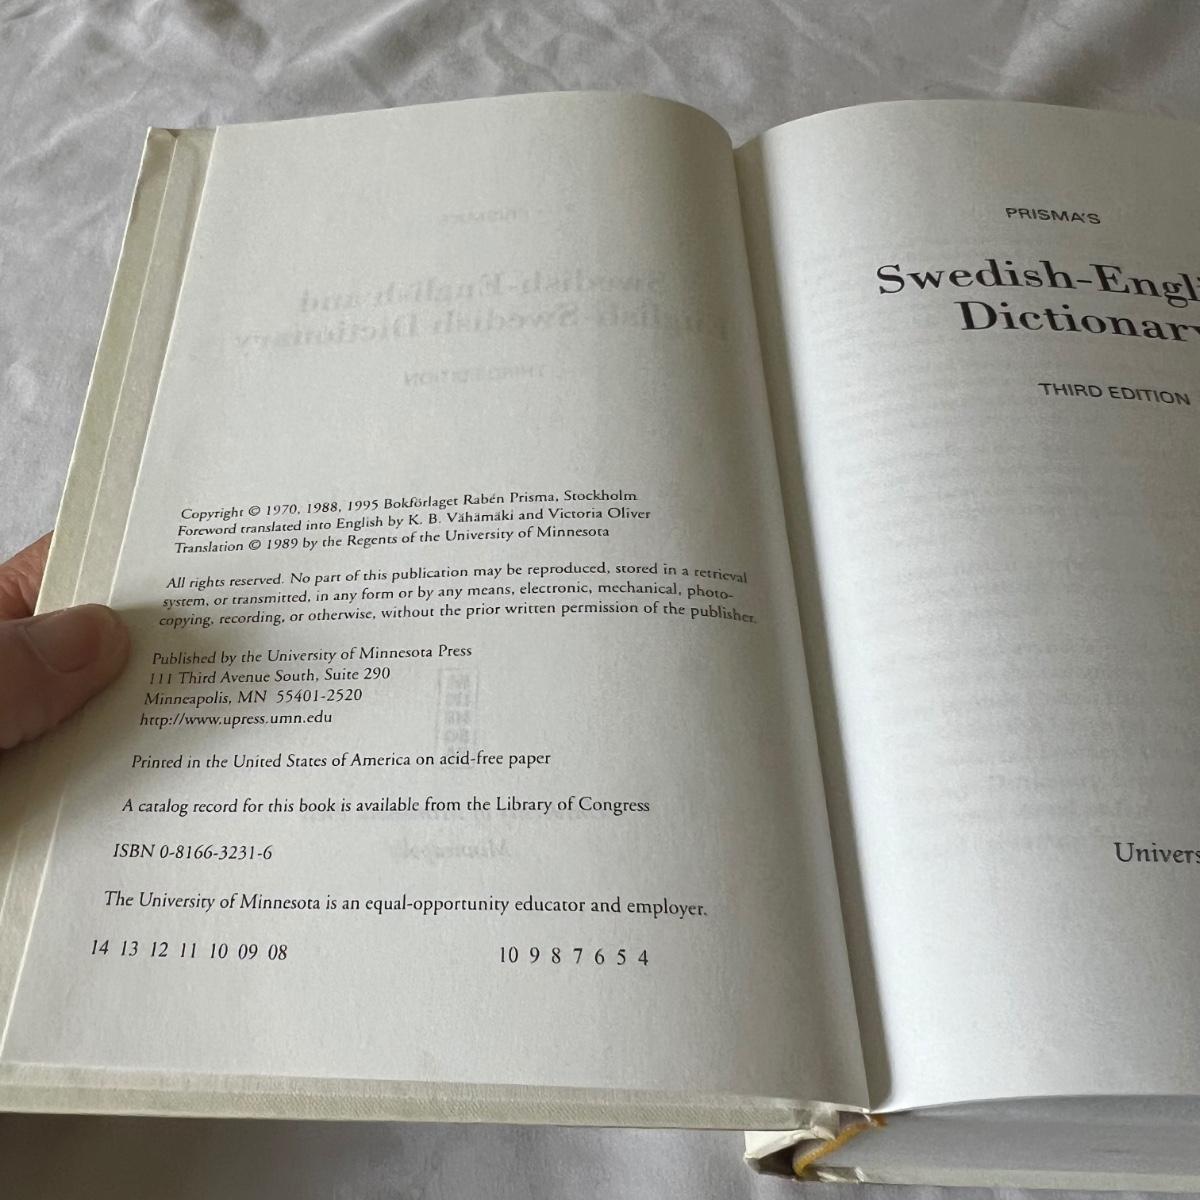 Copyright © 1970, 1988, 1995 Bokförlaget Rabén Prisma, Stockholm
Foreword translated into English by K. B. Vähämäki and Victoria Oliver
Translation © 1989 by the Regents of the University of Minnesota
All rights reserved. No part of this publication may be reproduced, stored in a retrieval
system, or transmitted, in any form or by any means, electronic, mechanical, photo-
copying, recording, or otherwise, without the prior written permission of the publisher.
Published by the University of Minnesota Press
111 Third Avenue South, Suite 290
Minneapolis, MN 55401-2520
http://www.upress.umn.edu
Printed in the United States of America on acid-free paper
A catalog record for this book is available from the Library of Congress
ISBN 0-8166-3231-6
The University of Minnesota is an equal-opportunity educator and employer.
14 13 12 11 10 09 08 10 9 8 7 6 5 4
PRISMA'S
Swedish-Engli
Dictionary
THIRD EDITION
Univers